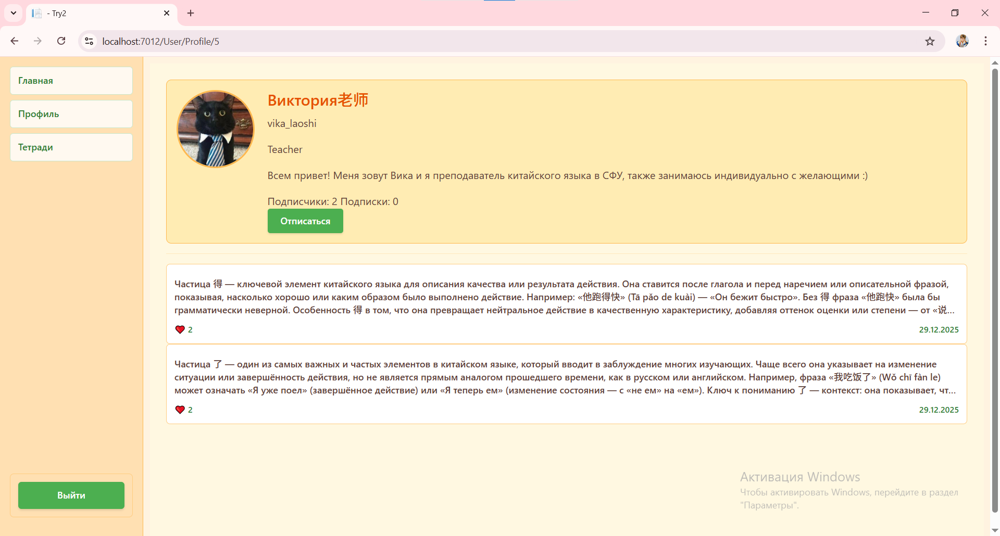 - Try2
localhost:7012/User/Profile/5
Главная
Профиль
Тетради
Выйти
Виктория老师
vika_laoshi
Teacher
Всем привет! Меня зовут Вика и я преподаватель китайского языка в СФУ, также занимаюсь индивидуально с желающими :)
Подписчики: 2 Подписки: 0
Отписаться
Частица 得 — ключевой элемент китайского языка для описания качества или результата действия. Она ставится после глагола и перед наречием или описательной фразой,
показывая, насколько хорошо или каким образом было выполнено действие. Например: «他跑得快» (Tā pǎo de kuài) — «Он бежит быстро». Без 得 фраза «他跑快» была бы
грамматически неверной. Особенность 得 в том, что она превращает нейтральное действие в качественную характеристику, добавляя оттенок оценки или степени — от «说...
2
29.12.2025
Частица 了 — один из самых важных и частых элементов в китайском языке, который вводит в заблуждение многих изучающих. Чаще всего она указывает на изменение
ситуации или завершённость действия, но не является прямым аналогом прошедшего времени, как в русском или английском. Например, фраза «我吃饭了» (Wǒ chī fàn le)
может означать «Я уже поел» (завершённое действие) или «Я теперь ем» (изменение состояния — с «не ем» на «ем»). Ключ к пониманию 了 — контекст: она показывает, чт...
2
29.12.2025
Активация Windows
Чтобы активировать Windows, перейдите в раздел
"Параметры".